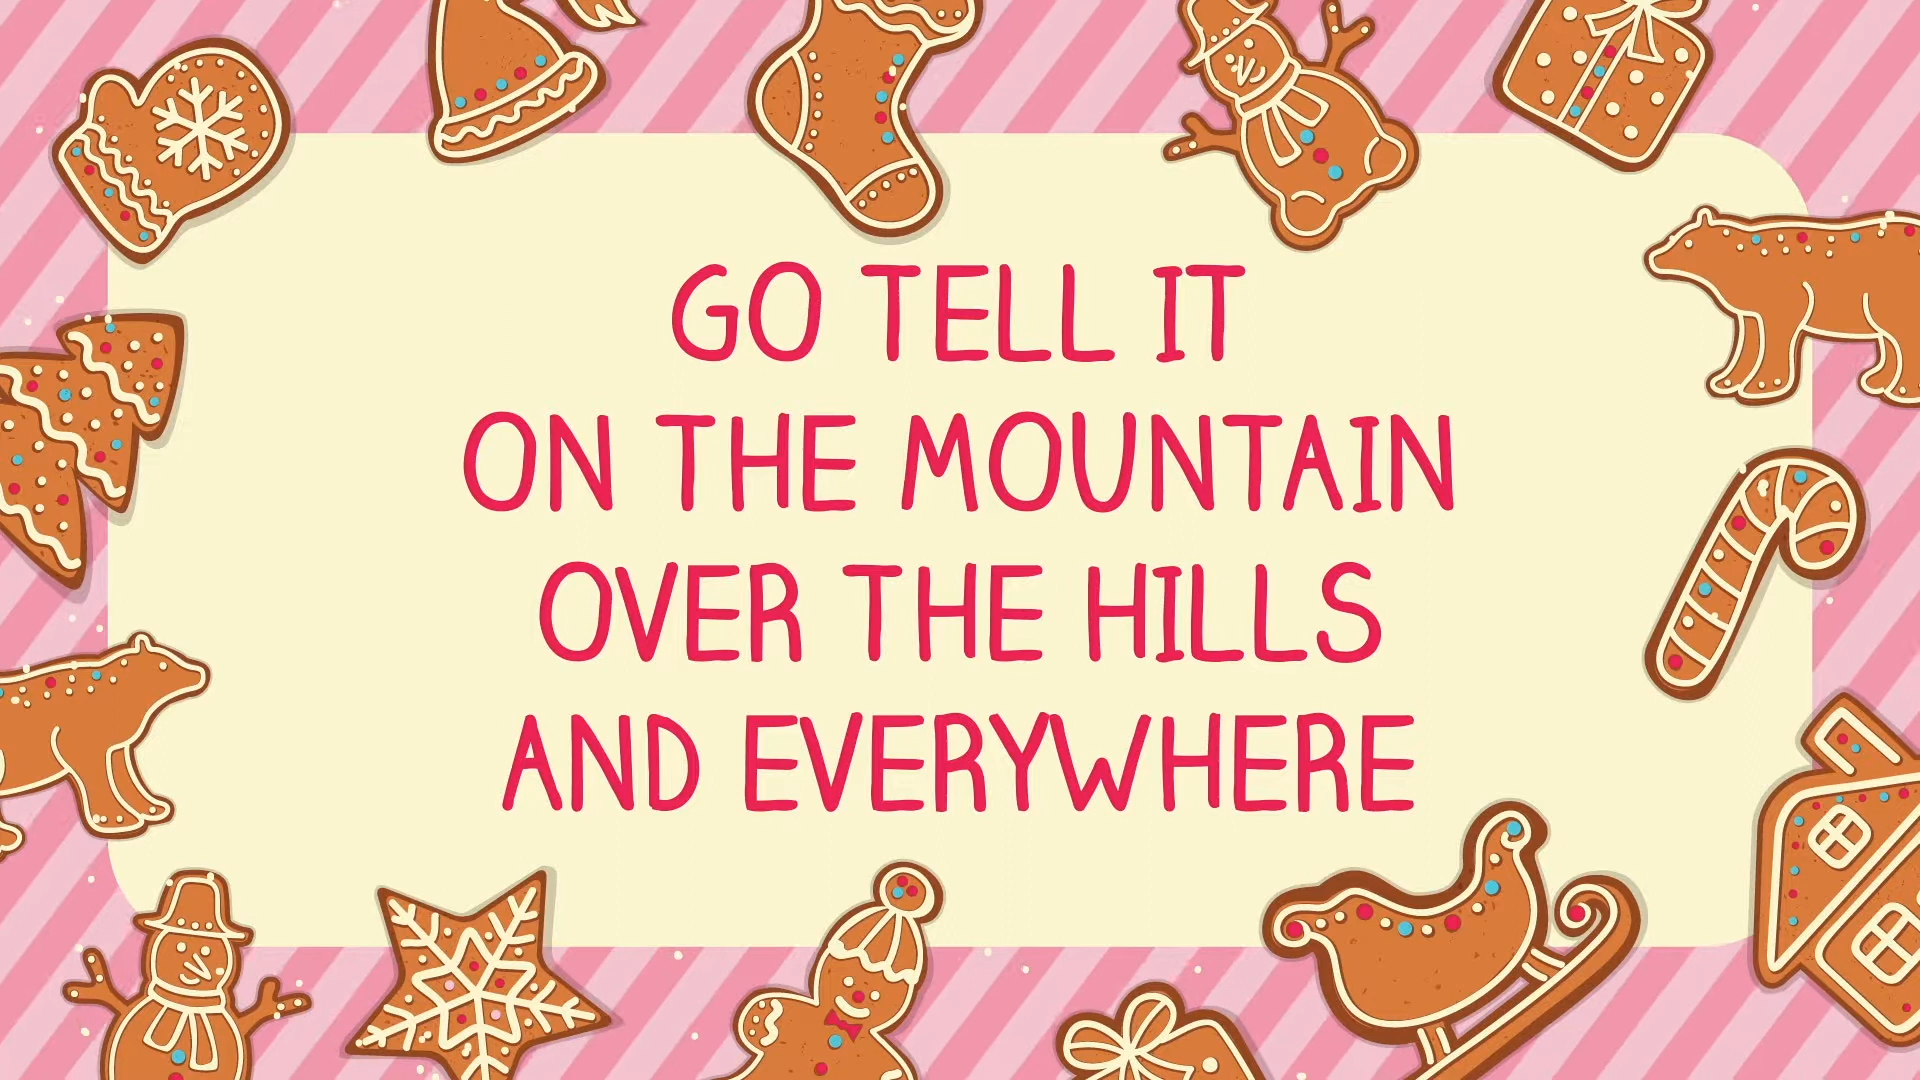 GO TELL IT
ON THE MOUNTAIN
OVER THE HILLS
AND EVERYWHERE